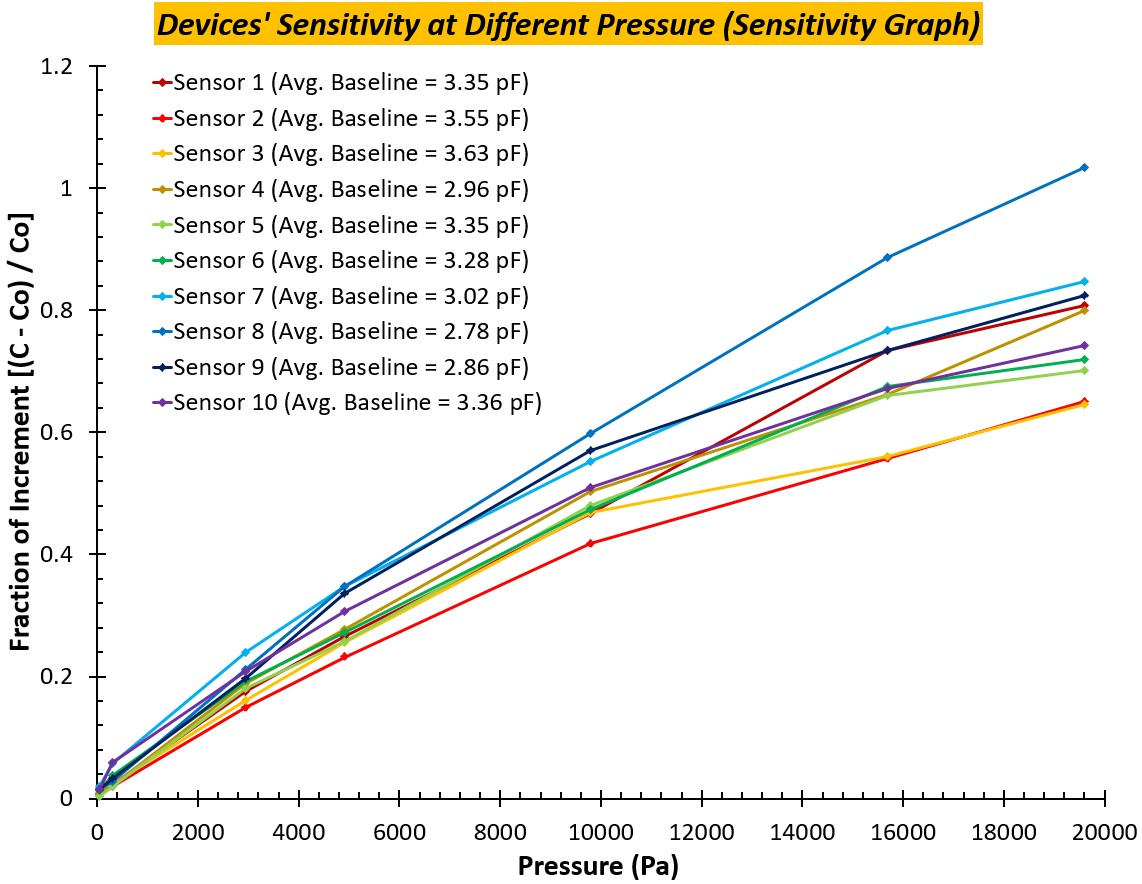 Devices' Sensitivity at Different Pressure (Sensitivity Graph)
1.2
1
0.8
0.6
0.4
0.2
0
Fraction of Increment [(C - Co) / Co]
Sensor 1 (Avg. Baseline = 3.35 pF)
Sensor 2 (Avg. Baseline = 3.55 pF)
Sensor 3 (Avg. Baseline = 3.63 pF)
Sensor 4 (Avg. Baseline = 2.96 pF)
Sensor 5 (Avg. Baseline = 3.35 pF)
Sensor 6 (Avg. Baseline = 3.28 pF)
Sensor 7 (Avg. Baseline = 3.02 pF)
Sensor 8 (Avg. Baseline = 2.78 pF)
Sensor 9 (Avg. Baseline = 2.86 pF)
Sensor 10 (Avg. Baseline = 3.36 pF)
0 2000 4000 6000 8000 10000 12000 14000 16000 18000 20000
Pressure (Pa)